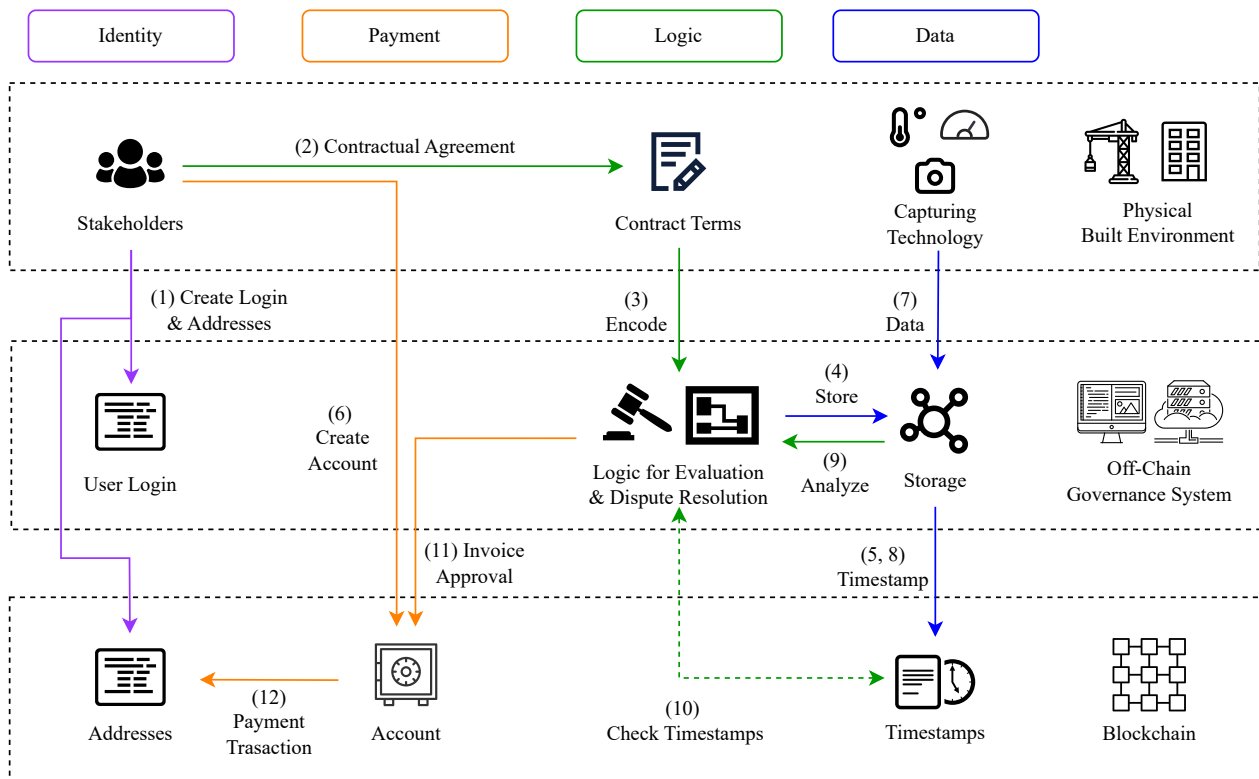 Identity
Payment
Logic
Data
(2) Contractual Agreement
Stakeholders
Contract Terms
Capturing
Technology
Physical
Built Environment
(1) Create Login
& Addresses
(3)
Encode
(7)
Data
(6)
Create
Account
(4)
Store
(9)
Analyze
User Login
Logic for Evaluation
& Dispute Resolution
Storage
Off-Chain
Governance System
(11) Invoice
Approval
(5, 8)
Timestamp
(12)
Payment
Trasaction
(10)
Check Timestamps
Addresses
Account
Timestamps
Blockchain